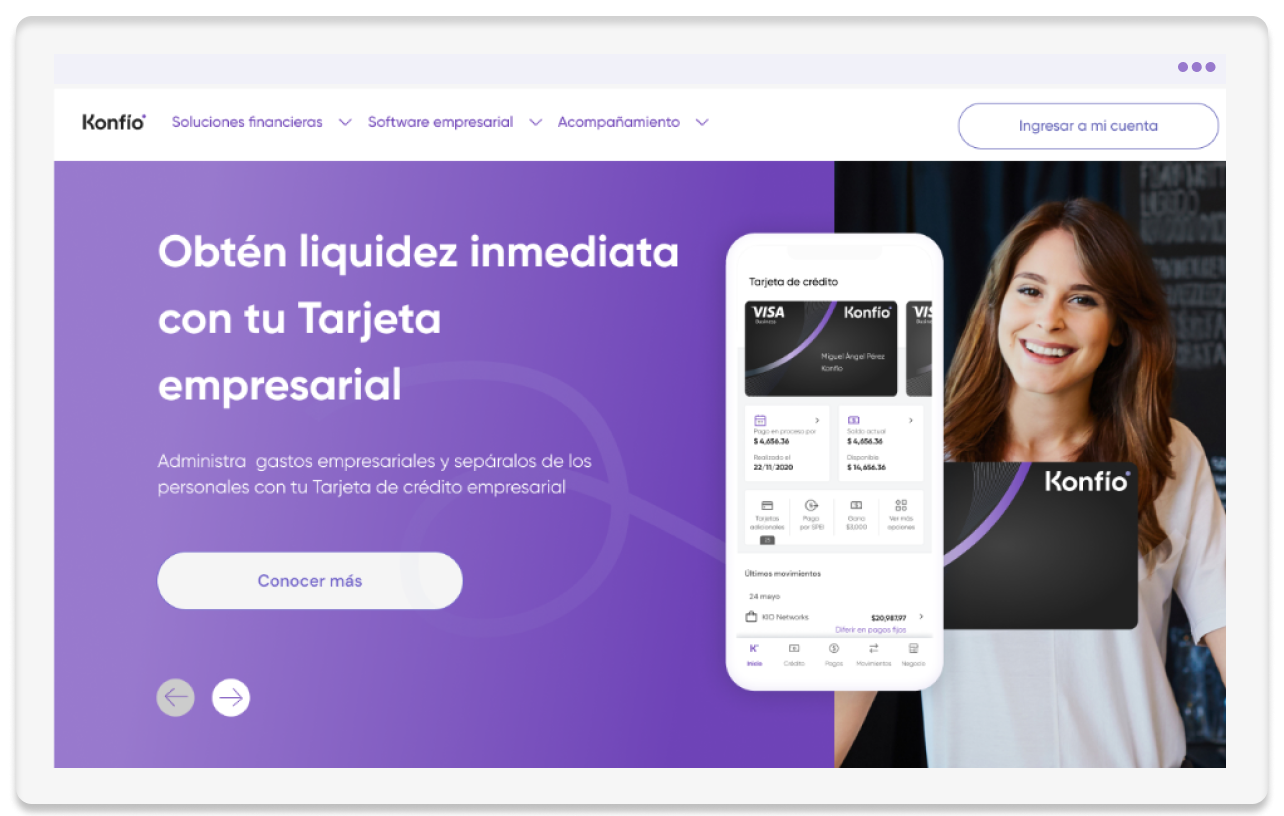 Konfío
Soluciones financieras
Software empresarial
Acompañamiento
Ingresar a mi cuenta
Obtén liquidez inmediata
con tu Tarjeta
empresarial
Administra gastos empresariales y sepáralos de los
personales con tu Tarjeta de crédito empresarial
Conocer más
Tarjeta de crédito
VISA
Business
Konfío
Miguel Ángel Pérez
Konfío
VIS
Pago en proceso por
$ 4,656.36
Realizado el
22/11/2020
Saldo actual
$ 4,656.36
Disponible
$ 14,656.36
Tarjetas
adicionales
Pago
por SPEI
Gana
$3,000
Ver más
opciones
Últimos movimientos
24 mayo
KIO Networks
$20,987.97
Diferir en pagos fijos
Inicio
Crédito
Pagos
Movimientos
Negocio
Konfío